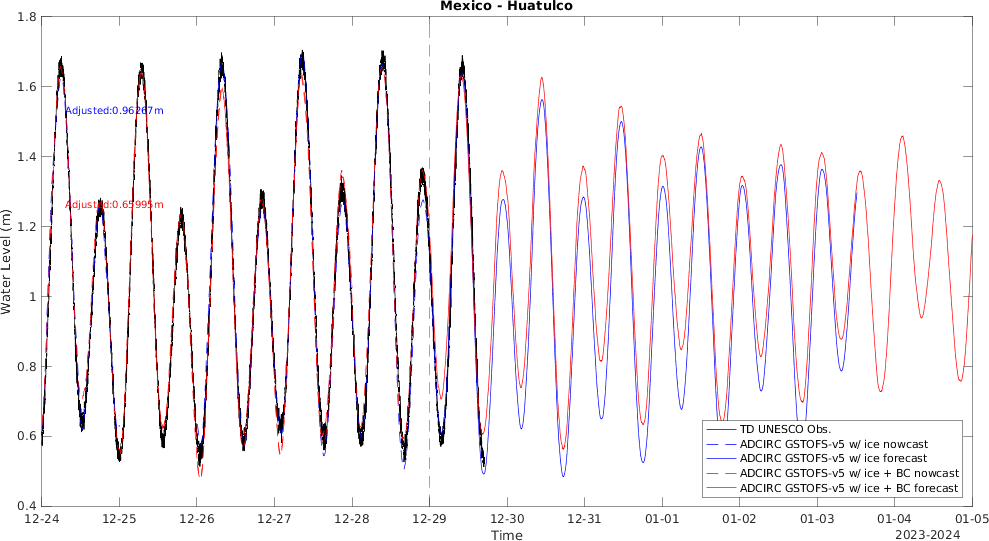 Mexico - Huatulco
1.8
1.6
1.4
1.2
1
0.8
0.6
0.4
Water Level (m)
Adjusted:0.96267m
Adjusted:0.65995m
TD UNESCO Obs.
ADCIRC GSTOFS-v5 w/ ice nowcast
ADCIRC GSTOFS-v5 w/ ice forecast
ADCIRC GSTOFS-v5 w/ ice + BC nowcast
ADCIRC GSTOFS-v5 w/ ice + BC forecast
12-24 12-25 12-26 12-27 12-28 12-29 12-30 12-31 01-01 01-02 01-03 01-04 01-05
Time
2023-2024